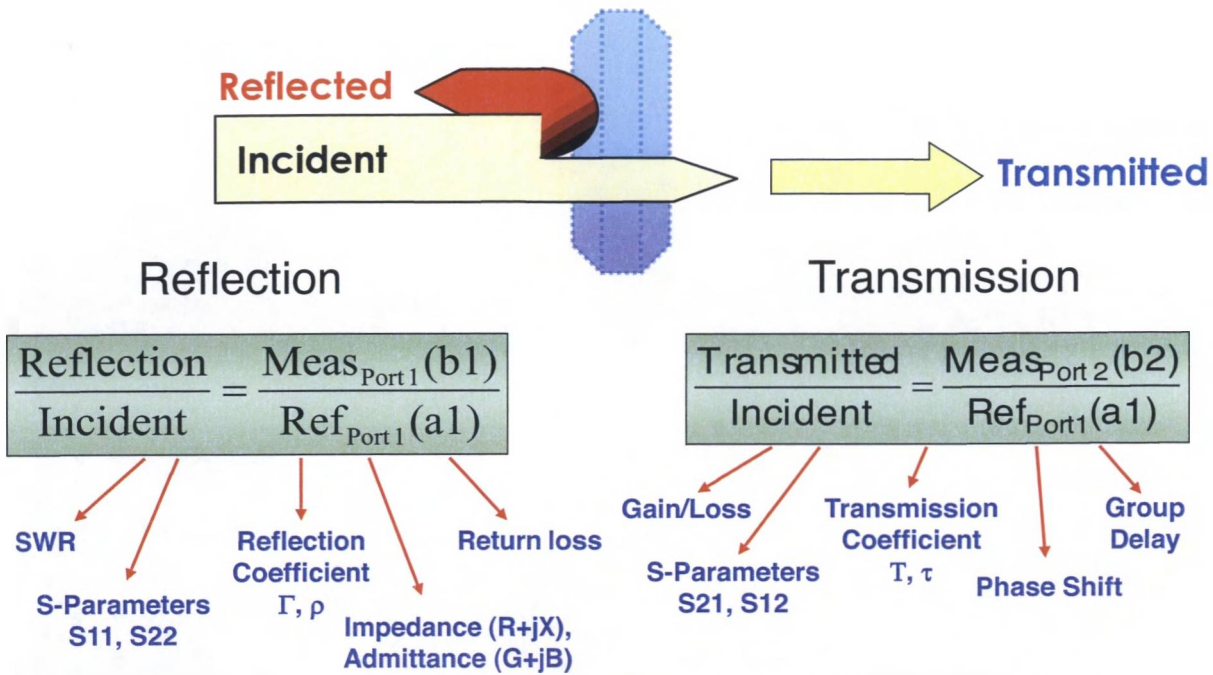 Reflected
Incident
Transmitted
Reflection
Transmission
Reflection
Incident
=
Meas_Port 1 (b1)
Ref_Port 1 (a1)
Transmitted
Incident
=
Meas_Port 2 (b2)
Ref_Port1 (a1)
SWR
S-Parameters
S11, S22
Reflection
Coefficient
Γ, ρ
Impedance (R+jX),
Admittance (G+jB)
Return loss
Gain/Loss
S-Parameters
S21, S12
Transmission
Coefficient
T, τ
Phase Shift
Group
Delay